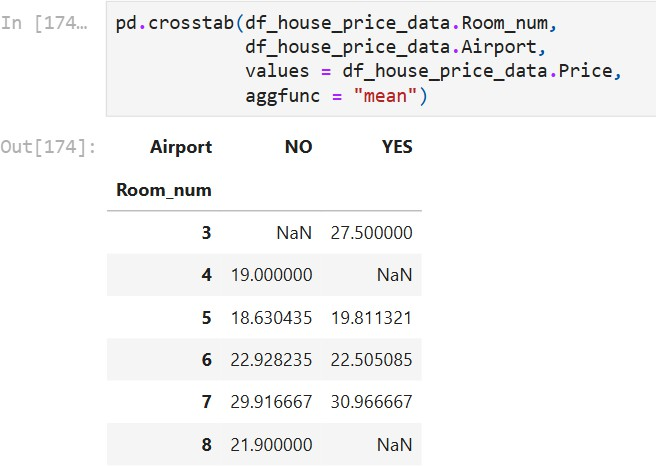 In [174… pd.crosstab(df_house_price_data.Room_num,
df_house_price_data.Airport,
values = df_house_price_data.Price,
aggfunc = "mean")
Out[174]: Airport NO YES
Room_num
3 NaN 27.500000
4 19.000000 NaN
5 18.630435 19.811321
6 22.928235 22.505085
7 29.916667 30.966667
8 21.900000 NaN